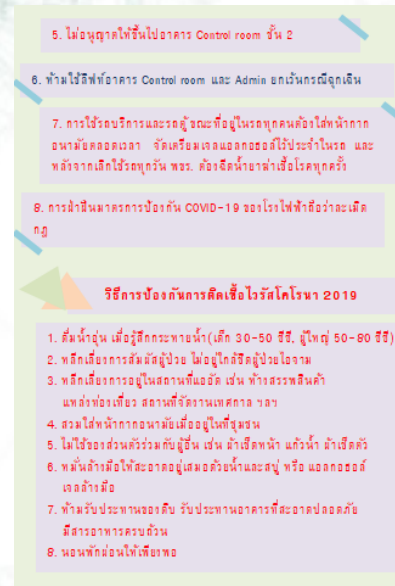 5. ไม่อนุญาตให้ขึ้นไปอาคาร Control room ชั้น 2
6. ห้ามใช้ลิฟท์อาคาร Control room และ Admin ยกเว้นกรณีฉุกเฉิน
7. การใช้รถบริการและรถตู้ ขณะที่อยู่ในรถทุกคนต้องใส่หน้ากาก
อนามัยตลอดเวลา จัดเตรียมเจลแอลกอฮอล์ไว้ประจำในรถ และ
หลังจากเลิกใช้รถทุกวัน พขร. ต้องฉีดน้ำยาฆ่าเชื้อโรคทุกครั้ง
8. การฝ่าฝืนมาตรการป้องกัน COVID-19 ของโรงไฟฟ้าถือว่าละเมิด
กฎ
วิธีการป้องกันการติดเชื้อไวรัสโคโรนา 2019
1. ดื่มน้ำอุ่น เมื่อรู้สึกกระหายน้ำ(เด็ก 30-50 ซีซี, ผู้ใหญ่ 50-80 ซีซี)
2. หลีกเลี่ยงการสัมผัสผู้ป่วย ไม่อยู่ใกล้ชิดผู้ป่วยไอจาม
3. หลีกเลี่ยงการอยู่ในสถานที่แออัด เช่น ห้างสรรพสินค้า
แหล่งท่องเที่ยว สถานที่จัดงานเทศกาล ฯลฯ
4. สวมใส่หน้ากากอนามัยเมื่ออยู่ในที่ชุมชน
5. ไม่ใช้ของส่วนตัวร่วมกับผู้อื่น เช่น ผ้าเช็ดหน้า แก้วน้ำ ผ้าเช็ดตัว
6. หมั่นล้างมือให้สะอาดอยู่เสมอด้วยน้ำและสบู่ หรือ แอลกอฮอล์
เจลล้างมือ
7. ห้ามรับประทานของดิบ รับประทานอาหารที่สะอาดปลอดภัย
มีสารอาหารครบถ้วน
8. นอนพักผ่อนให้เพียงพอ